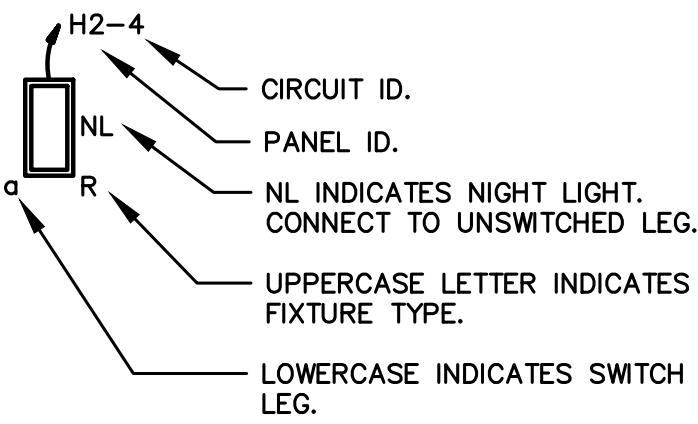 H2-4
CIRCUIT ID.
PANEL ID.
NL
NL INDICATES NIGHT LIGHT.
CONNECT TO UNSWITCHED LEG.
a R
UPPERCASE LETTER INDICATES
FIXTURE TYPE.
LOWERCASE INDICATES SWITCH
LEG.